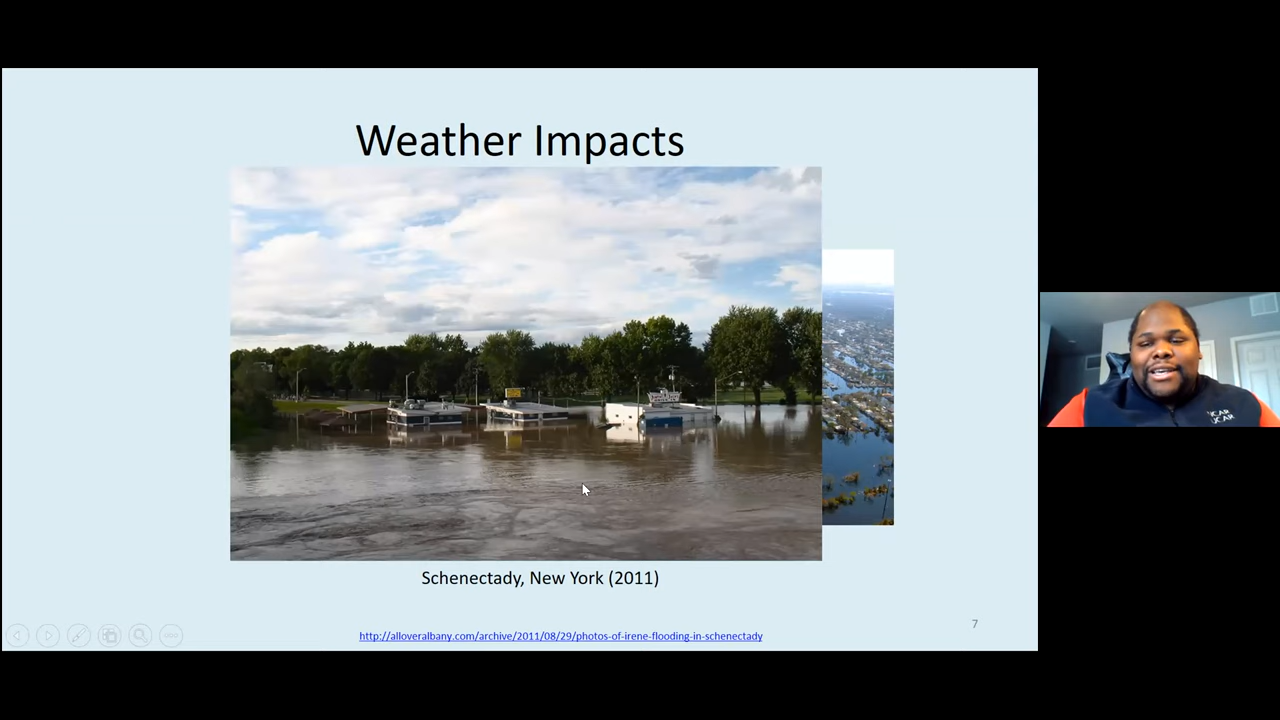 Weather Impacts
Schenectady, New York (2011)
http://alloveralbany.com/archive/2011/08/29/photos-of-irene-flooding-in-schenectady
7